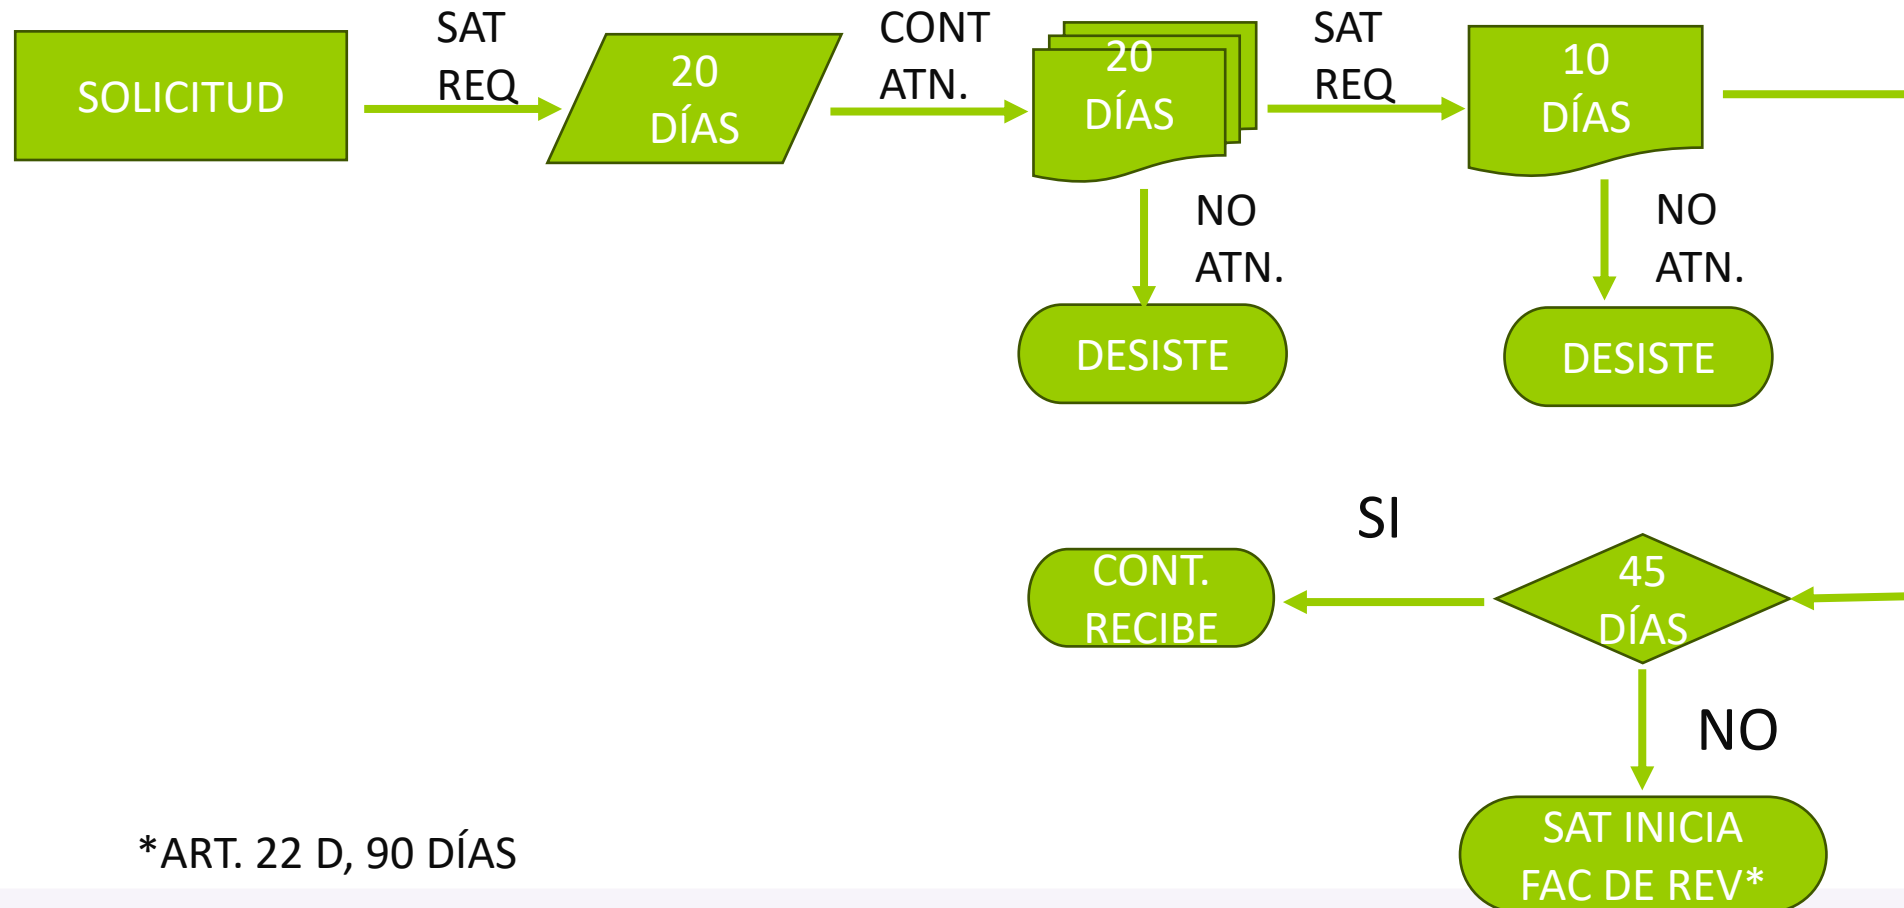 SOLICITUD
SAT
REQ
20
DÍAS
CONT
ATN.
20
DÍAS
SAT
REQ
10
DÍAS
NO
ATN.
NO
ATN.
DESISTE
DESISTE
SI
CONT.
RECIBE
45
DÍAS
NO
SAT INICIA
FAC DE REV*
*ART. 22 D, 90 DÍAS